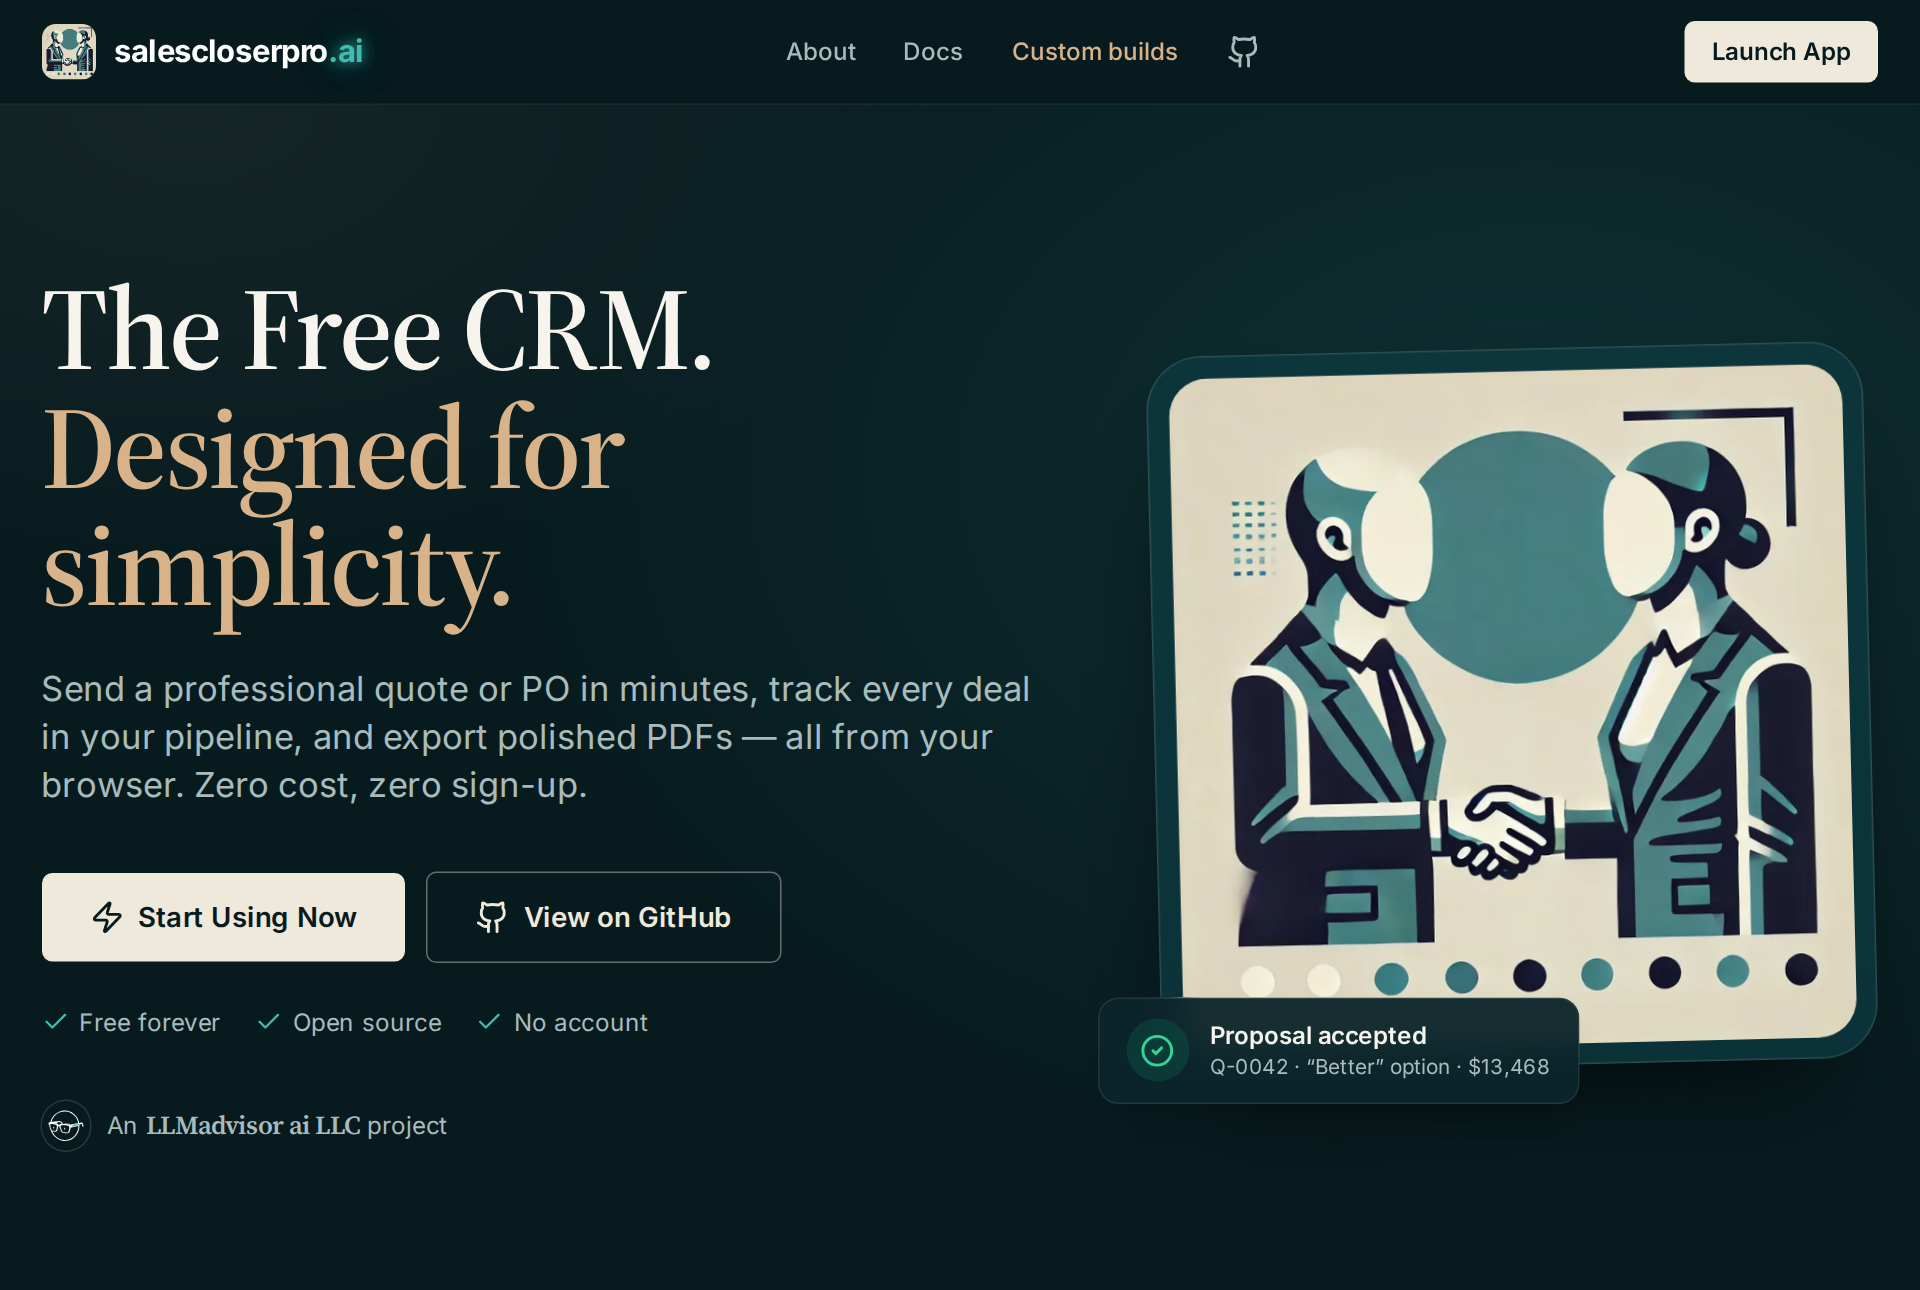 salescloserpro.ai
About
Docs
Custom builds
Launch App
The Free CRM.
Designed for
simplicity.
Send a professional quote or PO in minutes, track every deal
in your pipeline, and export polished PDFs — all from your
browser. Zero cost, zero sign-up.
Start Using Now
View on GitHub
Free forever
Open source
No account
An LLMadvisor ai LLC project
Proposal accepted
Q-0042 · “Better” option · $13,468